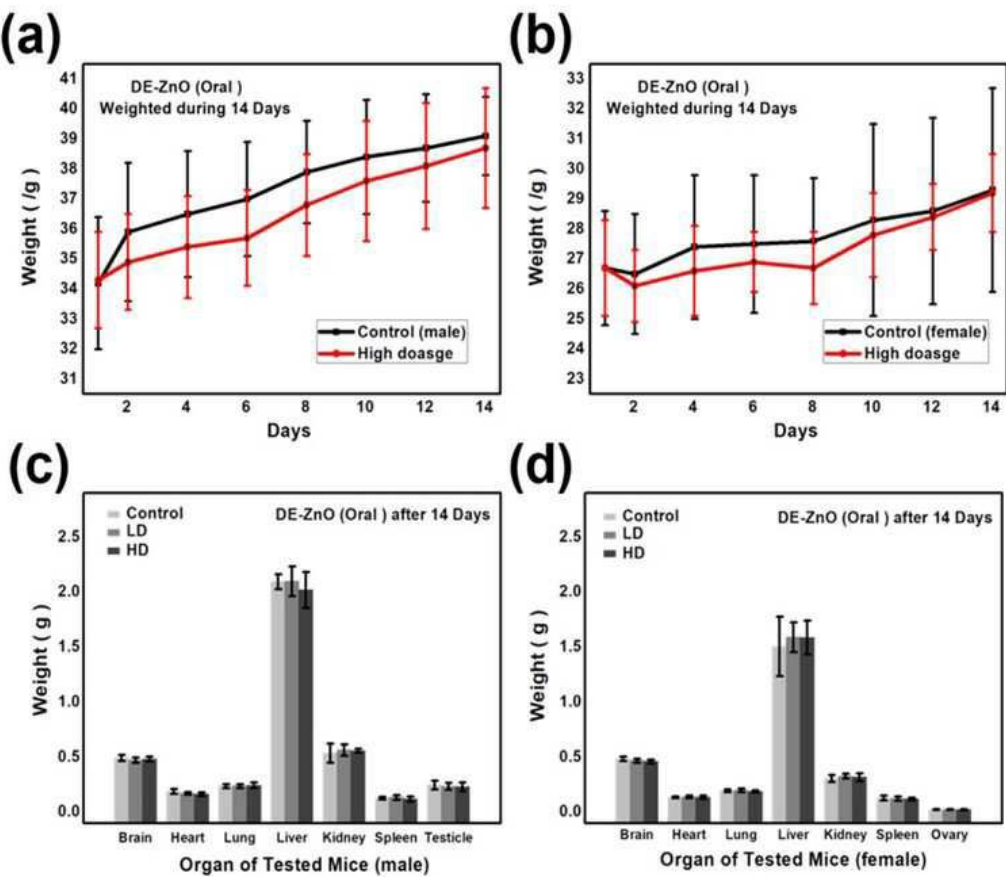 (a)
DE-ZnO (Oral )
Weighted during 14 Days
Weight ( /g )
41
40
39
38
37
36
35
34
33
32
31
Control (male)
High doasge
2 4 6 8 10 12 14
Days
(b)
DE-ZnO (Oral )
Weighted during 14 Days
Weight ( /g )
33
32
31
30
29
28
27
26
25
24
23
Control (female)
High doasge
2 4 6 8 10 12 14
Days
(c)
Control
LD
HD
DE-ZnO (Oral ) after 14 Days
Weight ( g )
2.5
2.0
1.5
1.0
0.5
0.0
Brain Heart Lung Liver Kidney Spleen Testicle
Organ of Tested Mice (male)
(d)
Control
LD
HD
DE-ZnO (Oral ) after 14 Days
Weight ( g )
2.5
2.0
1.5
1.0
0.5
0.0
Brain Heart Lung Liver Kidney Spleen Ovary
Organ of Tested Mice (female)